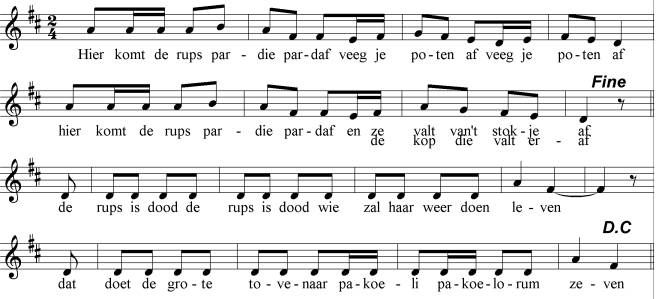 2
4
Hier komt de rups par - die par-daf veeg je po - ten af veeg je po - ten af
Fine
hier komt de rups par - die par-daf en ze valt van't stok-je af
de kop die valt er - af
de rups is dood de rups is dood wie zal haar weer doen le - ven
D.C
dat doet de gro - te to - ve-naar pa-koe - li pa-koe-lo-rum ze - ven